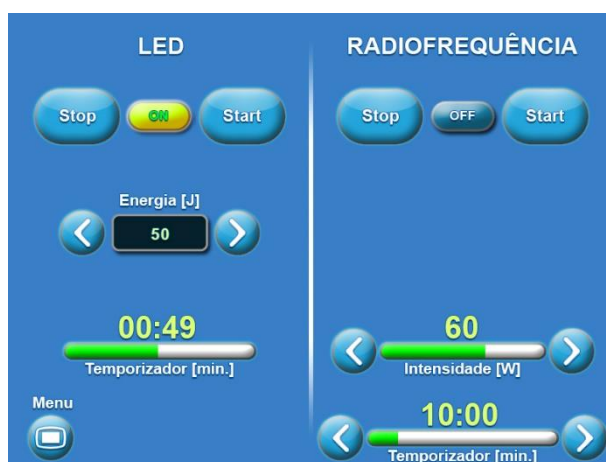 LED
Stop ON Start
Energia [J]
50
00:49
Temporizador [min.]
Menu
RADIOFREQUÊNCIA
Stop OFF Start
60
Intensidade [W]
10:00
Temporizador [min.]